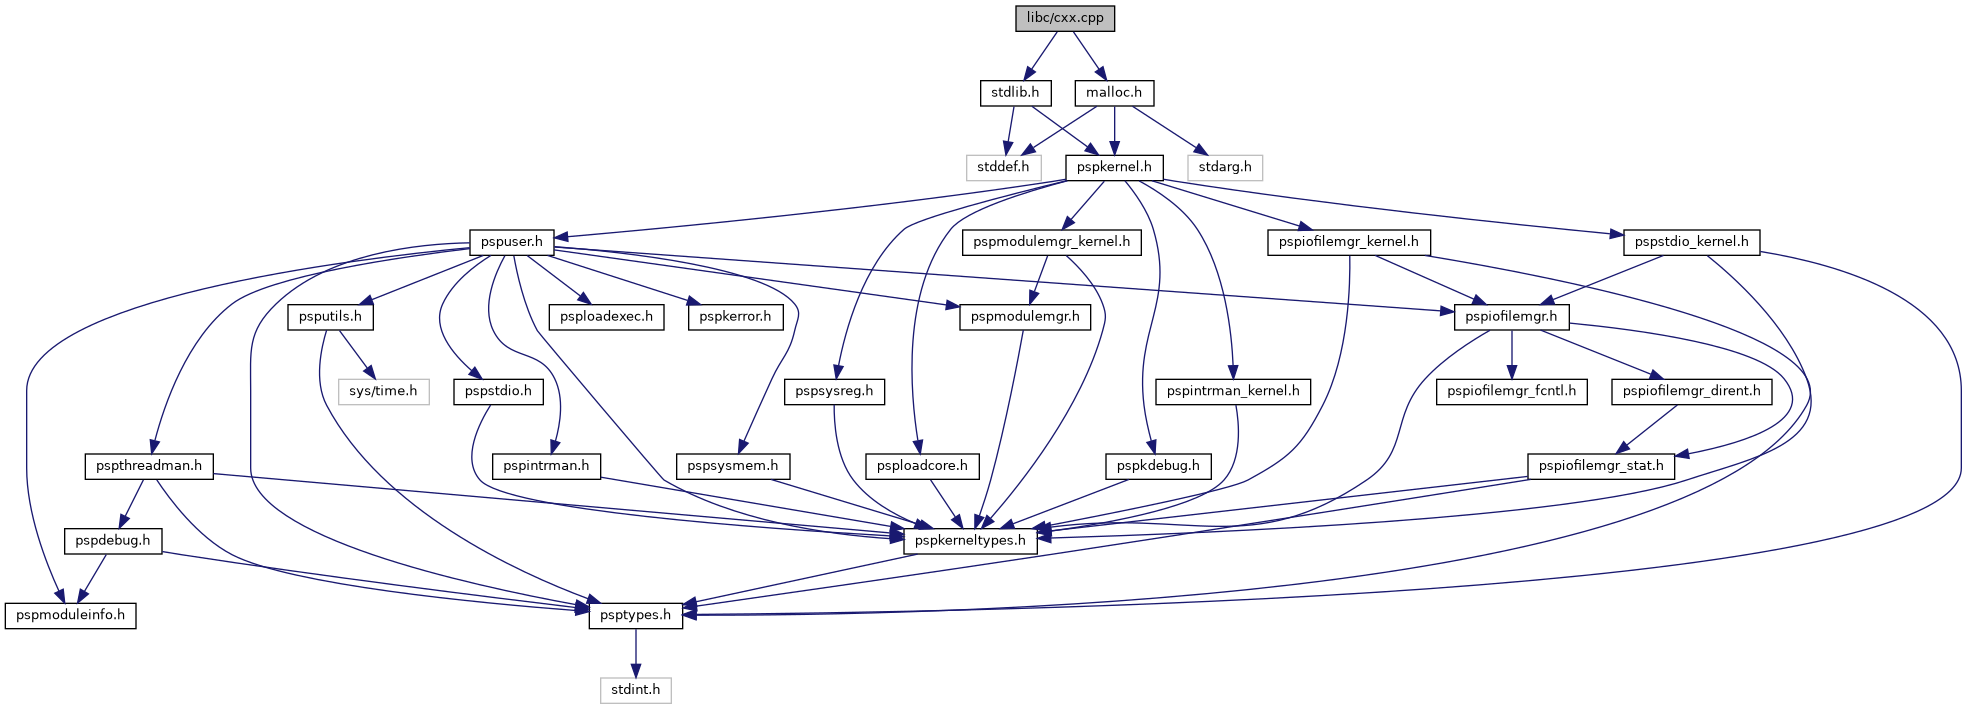 libc/cxx.cpp
stdlib.h
malloc.h
stddef.h
pspkernel.h
stdarg.h
pspuser.h
pspmodulemgr_kernel.h
pspiofilemgr_kernel.h
pspstdio_kernel.h
psputils.h
psploadexec.h
pspkerror.h
pspmodulemgr.h
pspiofilemgr.h
sys/time.h
pspstdio.h
pspsysreg.h
pspintrman_kernel.h
pspiofilemgr_fcntl.h
pspiofilemgr_dirent.h
pspthreadman.h
pspintrman.h
pspsysmem.h
psploadcore.h
pspkdebug.h
pspiofilemgr_stat.h
pspdebug.h
pspkerneltypes.h
pspmoduleinfo.h
psptypes.h
stdint.h